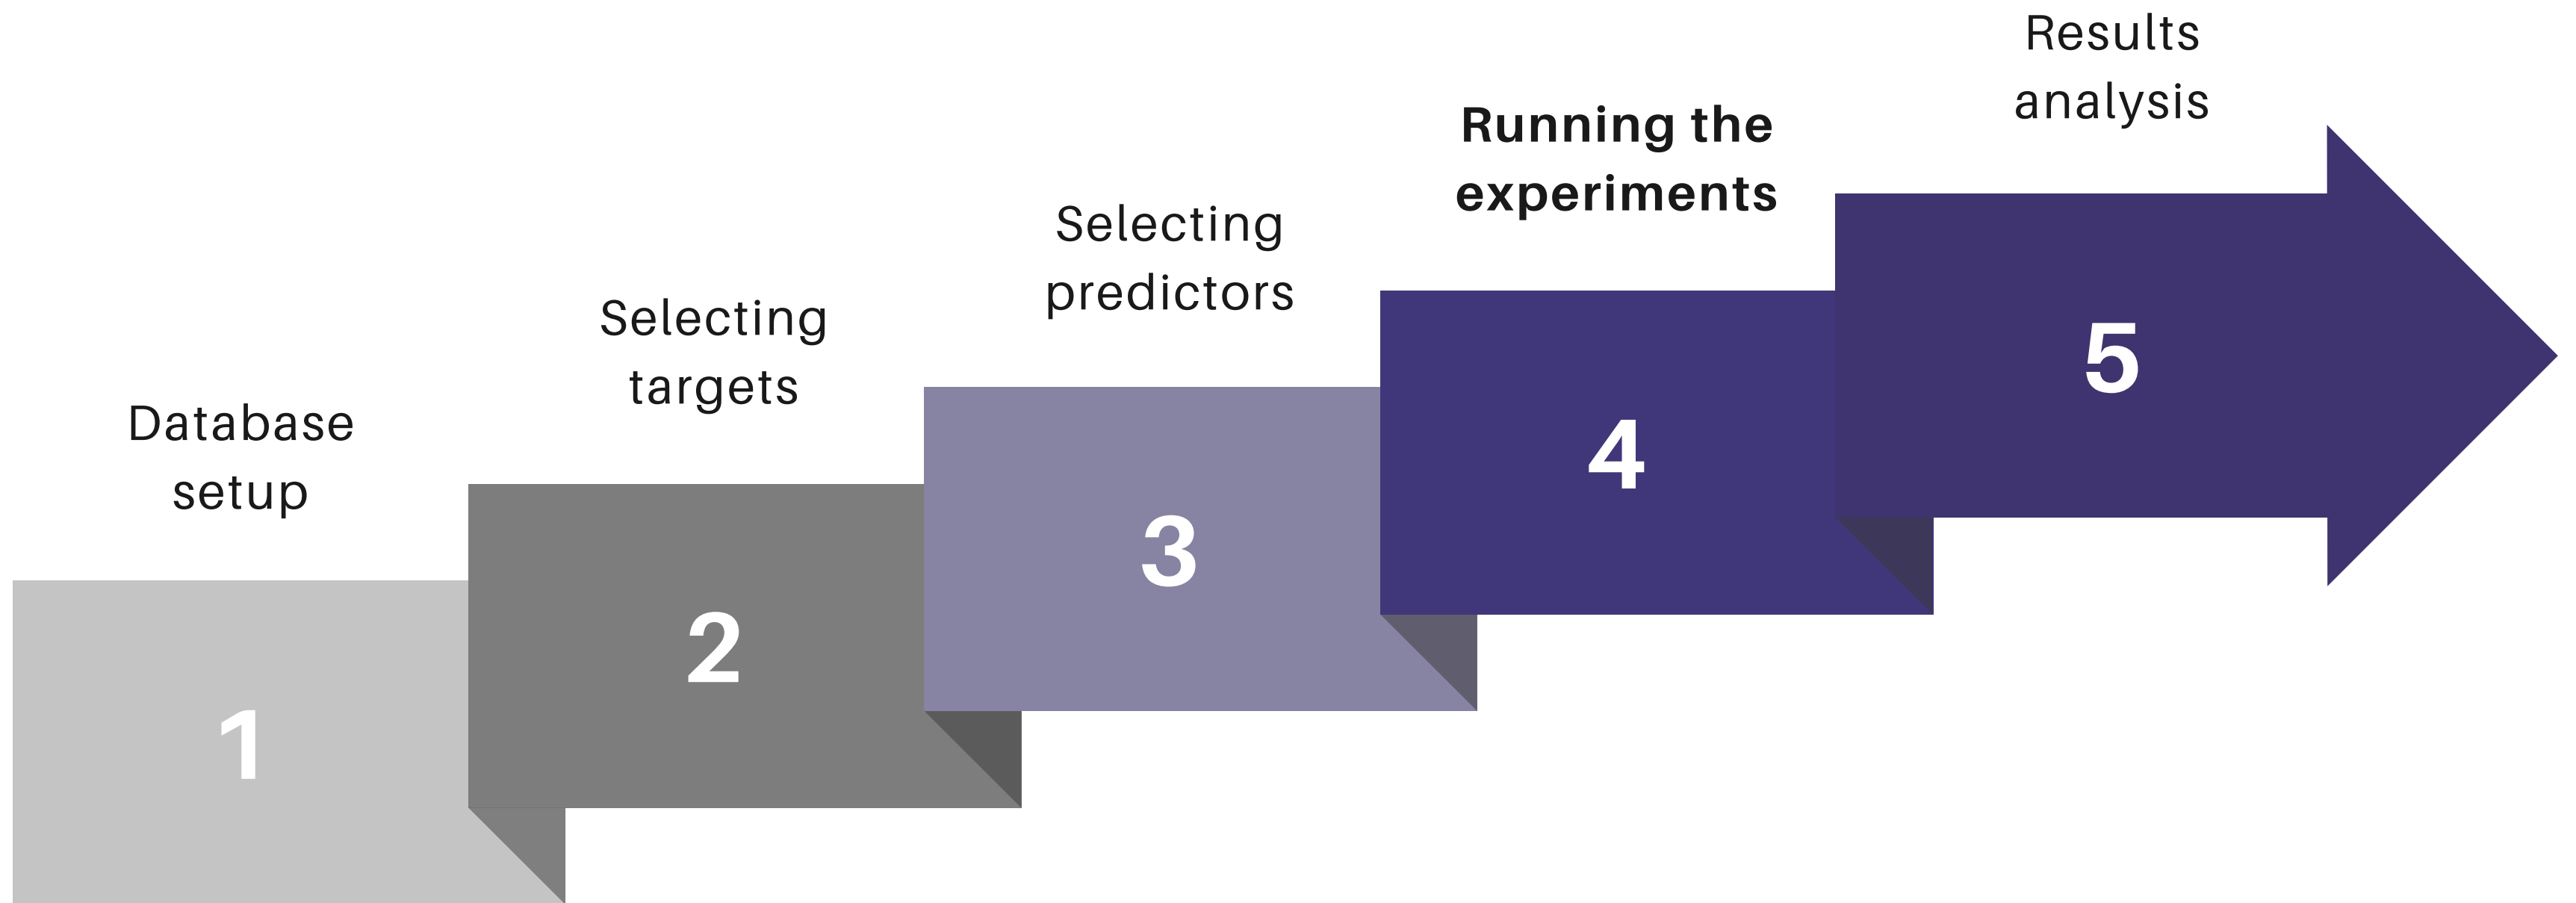 Database
setup
1
Selecting
targets
2
Selecting
predictors
3
Running the
experiments
4
Results
analysis
5